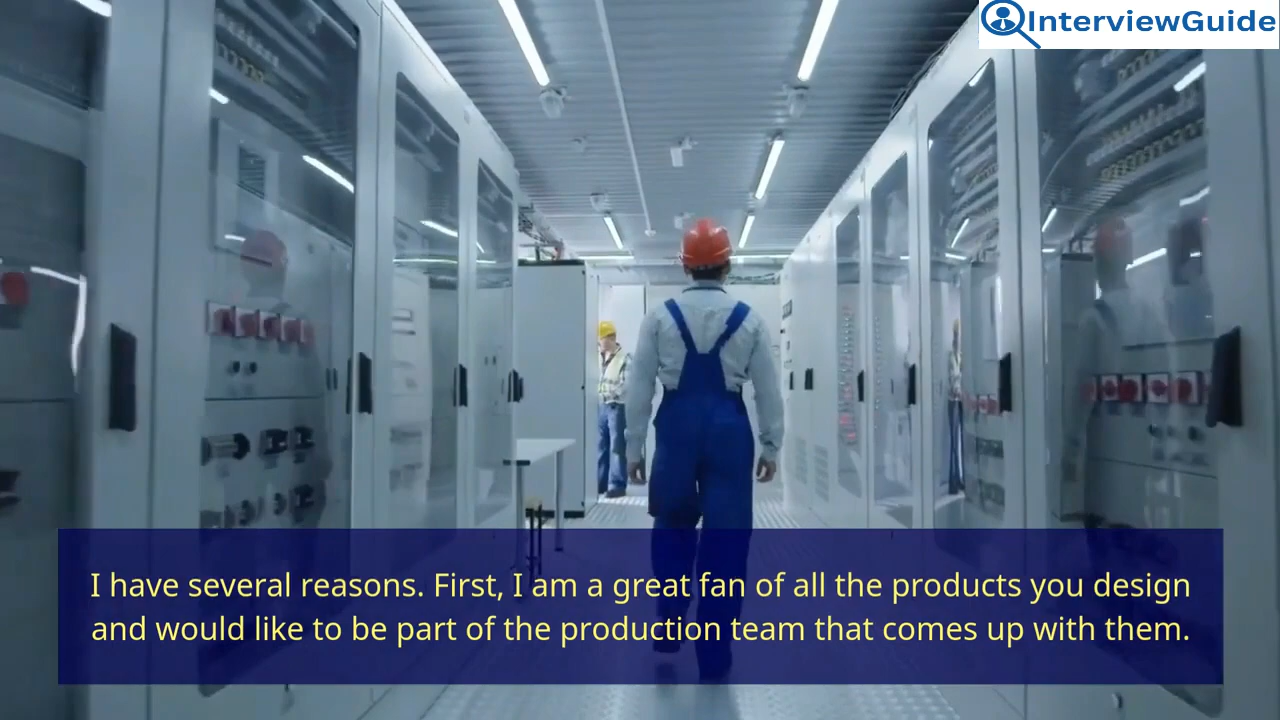 InterviewGuide
I have several reasons. First, I am a great fan of all the products you design
and would like to be part of the production team that comes up with them.